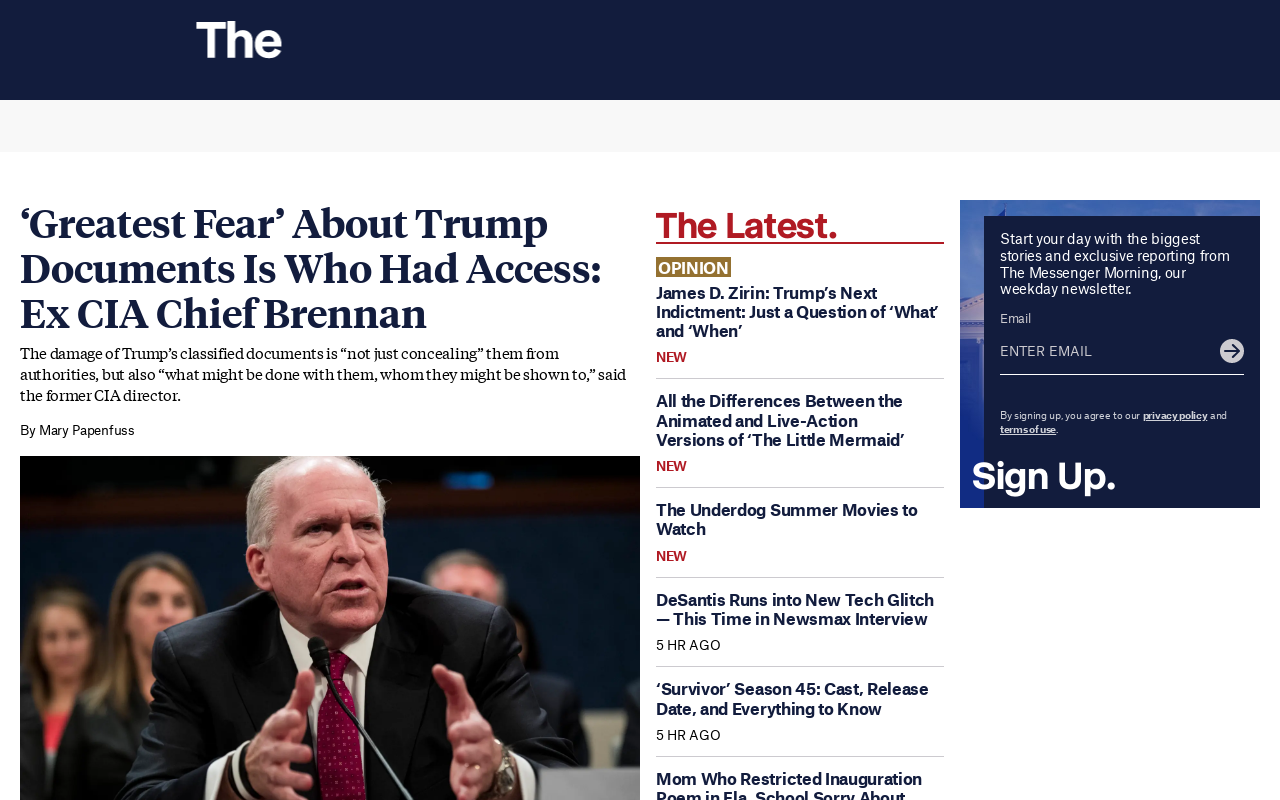 The
‘Greatest Fear’ About Trump
Documents Is Who Had Access:
Ex CIA Chief Brennan
The damage of Trump’s classified documents is “not just concealing” them from
authorities, but also “what might be done with them, whom they might be shown to,” said
the former CIA director.
By Mary Papenfuss
The Latest.
OPINION
James D. Zirin: Trump’s Next
Indictment: Just a Question of ‘What’
and ‘When’
NEW
All the Differences Between the
Animated and Live-Action
Versions of ‘The Little Mermaid’
NEW
The Underdog Summer Movies to
Watch
NEW
DeSantis Runs into New Tech Glitch
— This Time in Newsmax Interview
5 HR AGO
‘Survivor’ Season 45: Cast, Release
Date, and Everything to Know
5 HR AGO
Mom Who Restricted Inauguration
Poem in Fla. School Sorry About
Start your day with the biggest
stories and exclusive reporting from
The Messenger Morning, our
weekday newsletter.
Email
ENTER EMAIL
By signing up, you agree to our privacy policy and
terms of use.
Sign Up.